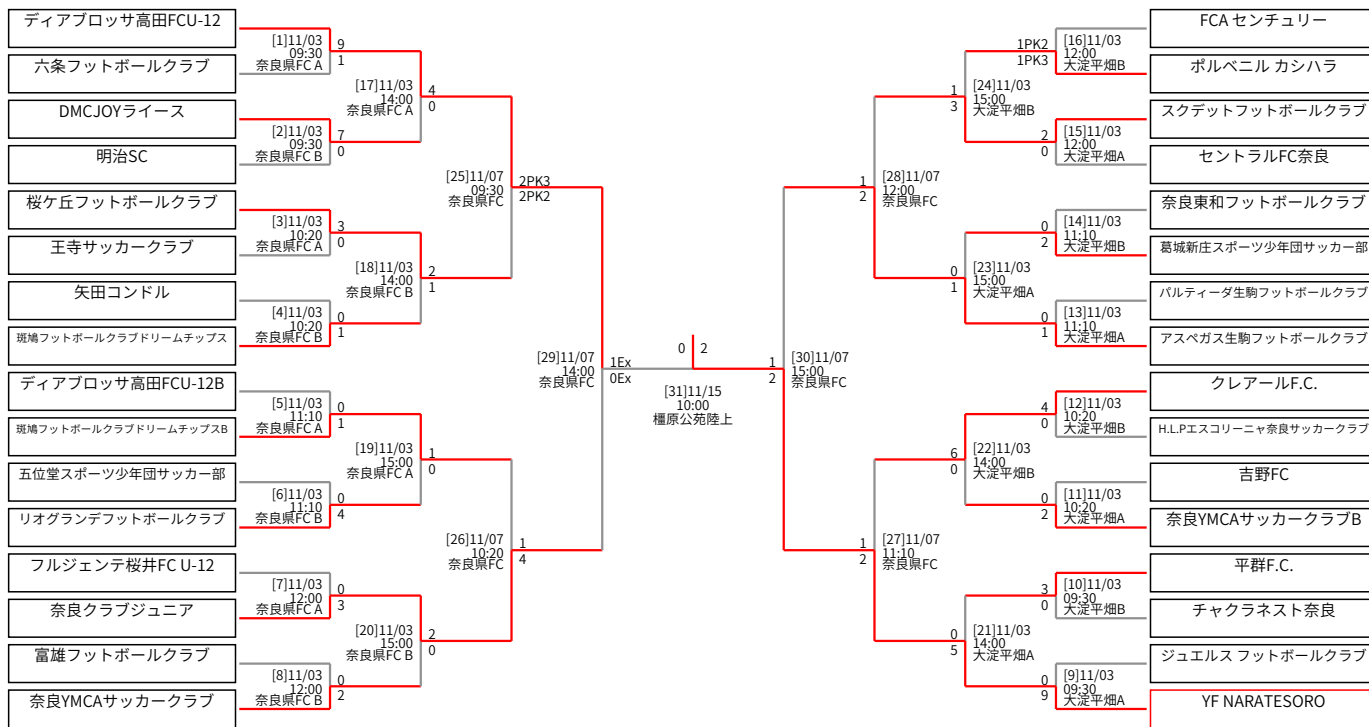 ディアブロッサ高田FCU-12
六条フットボールクラブ
DMCJOYライース
明治SC
桜ケ丘フットボールクラブ
王寺サッカークラブ
矢田コンドル
斑鳩フットボールクラブドリームチップス
ディアブロッサ高田FCU-12B
斑鳩フットボールクラブドリームチップスB
五位堂スポーツ少年団サッカー部
リオグランデフットボールクラブ
フルジェンテ桜井FC U-12
奈良クラブジュニア
富雄フットボールクラブ
奈良YMCAサッカークラブ
[1]11/03
09:30
奈良県FC A
9
1
[2]11/03
09:30
奈良県FC B
7
0
[3]11/03
10:20
奈良県FC A
3
0
[4]11/03
10:20
奈良県FC B
0
1
[5]11/03
11:10
奈良県FC A
0
1
[6]11/03
11:10
奈良県FC B
0
4
[7]11/03
12:00
奈良県FC A
0
3
[8]11/03
12:00
奈良県FC B
0
2
[17]11/03
14:00
奈良県FC A
4
0
[18]11/03
14:00
奈良県FC B
2
1
[19]11/03
15:00
奈良県FC A
1
0
[20]11/03
15:00
奈良県FC B
2
0
[25]11/07
09:30
奈良県FC
2PK3
2PK2
[26]11/07
10:20
奈良県FC
1
4
[29]11/07
14:00
奈良県FC
1Ex
0Ex
0
2
[31]11/15
10:00
橿原公苑陸上
1
2
[30]11/07
15:00
奈良県FC
1
2
[28]11/07
12:00
奈良県FC
1
2
[27]11/07
11:10
奈良県FC
1
3
[24]11/03
15:00
大淀平畑B
0
1
[23]11/03
15:00
大淀平畑A
6
0
[22]11/03
14:00
大淀平畑B
0
5
[21]11/03
14:00
大淀平畑A
1PK2
1PK3
[16]11/03
12:00
大淀平畑B
2
0
[15]11/03
12:00
大淀平畑A
0
2
[14]11/03
11:10
大淀平畑B
0
1
[13]11/03
11:10
大淀平畑A
4
0
[12]11/03
10:20
大淀平畑B
0
2
[11]11/03
10:20
大淀平畑A
3
0
[10]11/03
09:30
大淀平畑B
0
9
[9]11/03
09:30
大淀平畑A
FCA センチュリー
ポルベニル カシハラ
スクデットフットボールクラブ
セントラルFC奈良
奈良東和フットボールクラブ
葛城新庄スポーツ少年団サッカー部
パルティーダ生駒フットボールクラブ
アスペガス生駒フットボールクラブ
クレアールF.C.
H.L.Pエスコリーニャ奈良サッカークラブ
吉野FC
奈良YMCAサッカークラブB
平群F.C.
チャクラネスト奈良
ジュエルス フットボールクラブ
YF NARATESORO